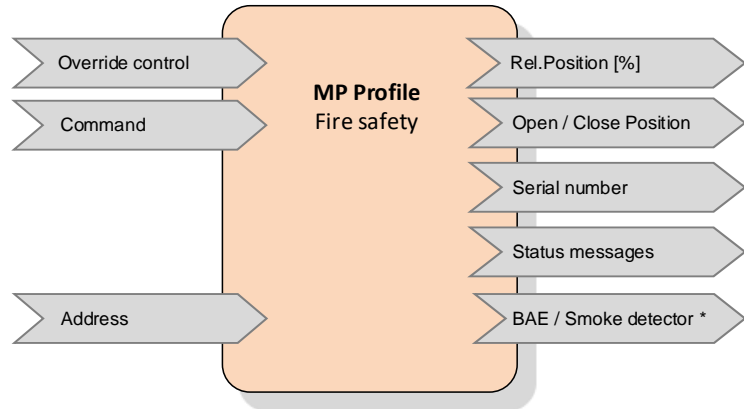 Override control
Command
Address
MP Profile
Fire safety
Rel.Position [%]
Open / Close Position
Serial number
Status messages
BAE / Smoke detector *